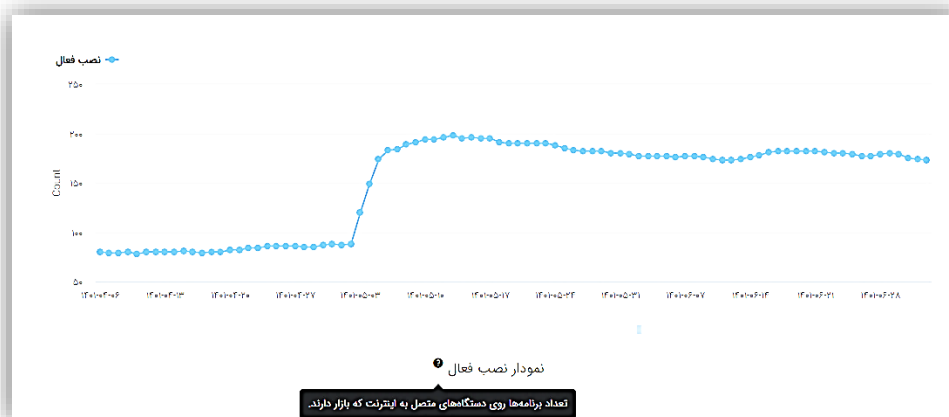 نصب فعال
۲۵۰
۲۰۰
۱۵۰
۱۰۰
۵۰
Count
۱۴۰۱-۰۴-۰۶ ۱۴۰۱-۰۴-۱۳ ۱۴۰۱-۰۴-۲۰ ۱۴۰۱-۰۴-۲۷ ۱۴۰۱-۰۵-۰۳ ۱۴۰۱-۰۵-۱۰ ۱۴۰۱-۰۵-۱۷ ۱۴۰۱-۰۵-۲۴ ۱۴۰۱-۰۵-۳۱ ۱۴۰۱-۰۶-۰۷ ۱۴۰۱-۰۶-۱۴ ۱۴۰۱-۰۶-۲۱ ۱۴۰۱-۰۶-۲۸
نمودار نصب فعال ?
تعداد برنامه‌ها روی دستگاه‌های متصل به اینترنت که بازار دارند.